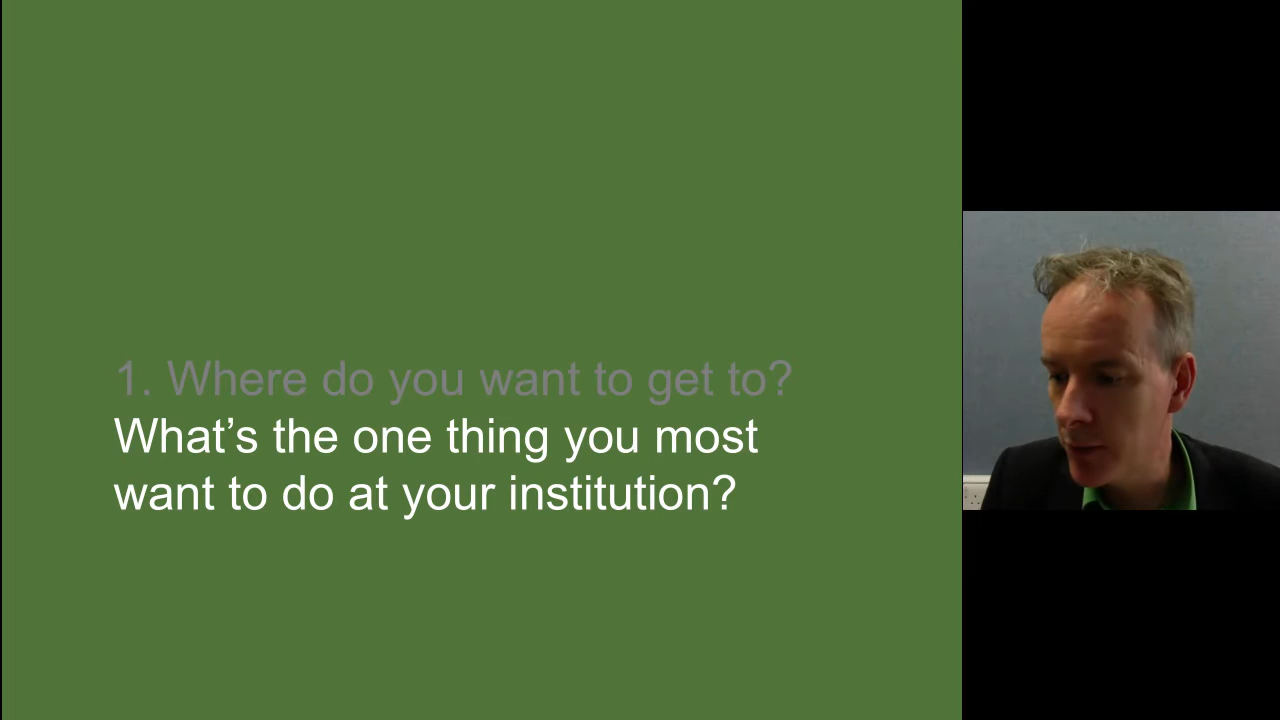 1. Where do you want to get to?
What’s the one thing you most
want to do at your institution?